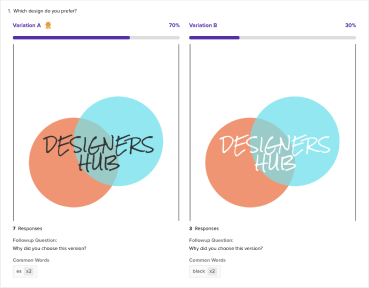 1. Which design do you prefer?
Variation A
70%
Variation B
30%
DESIGNERS
HUB
DESIGNERS
HUB
7 Responses
Followup Question:
Why did you choose this version?
Common Words
es x2
3 Responses
Followup Question:
Why did you choose this version?
Common Words
black x2